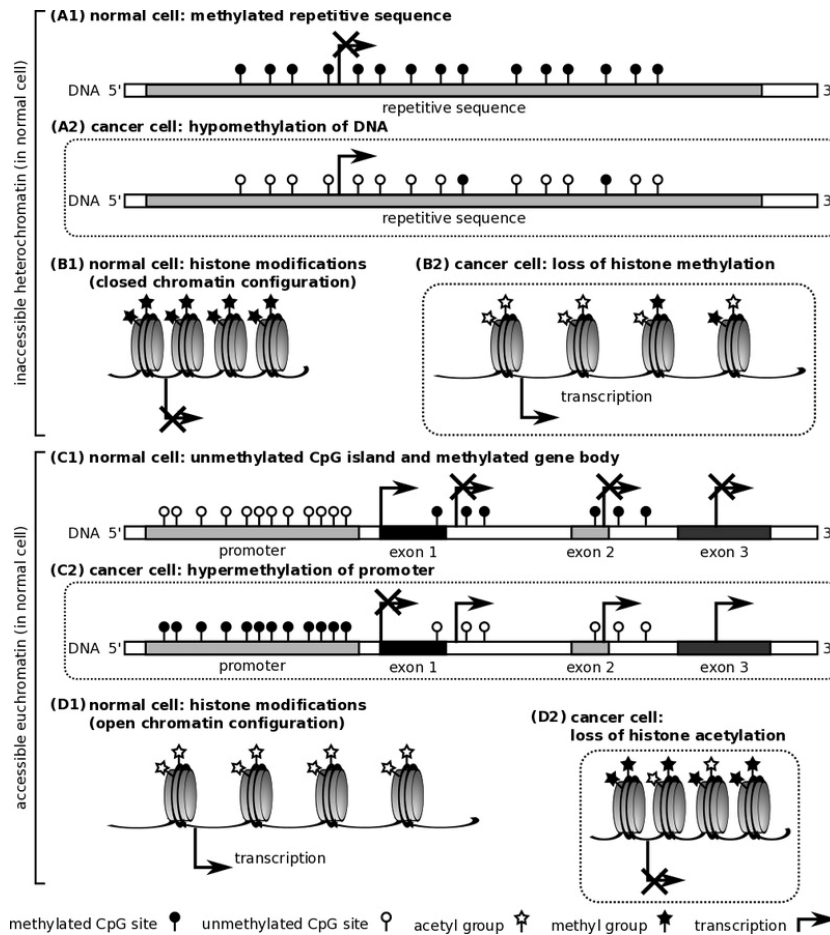 (A1) normal cell: methylated repetitive sequence
DNA 5' 3
repetitive sequence
(A2) cancer cell: hypomethylation of DNA
DNA 5' 3
repetitive sequence
inaccessible heterochromatin (in normal cell)
(B1) normal cell: histone modifications
(closed chromatin configuration)
(B2) cancer cell: loss of histone methylation
transcription
(C1) normal cell: unmethylated CpG island and methylated gene body
DNA 5' 3
promoter exon 1 exon 2 exon 3
(C2) cancer cell: hypermethylation of promoter
DNA 5' 3
promoter exon 1 exon 2 exon 3
accessible euchromatin (in normal cell)
(D1) normal cell: histone modifications
(open chromatin configuration)
transcription
(D2) cancer cell:
loss of histone acetylation
methylated CpG site unmethylated CpG site acetyl group methyl group transcription